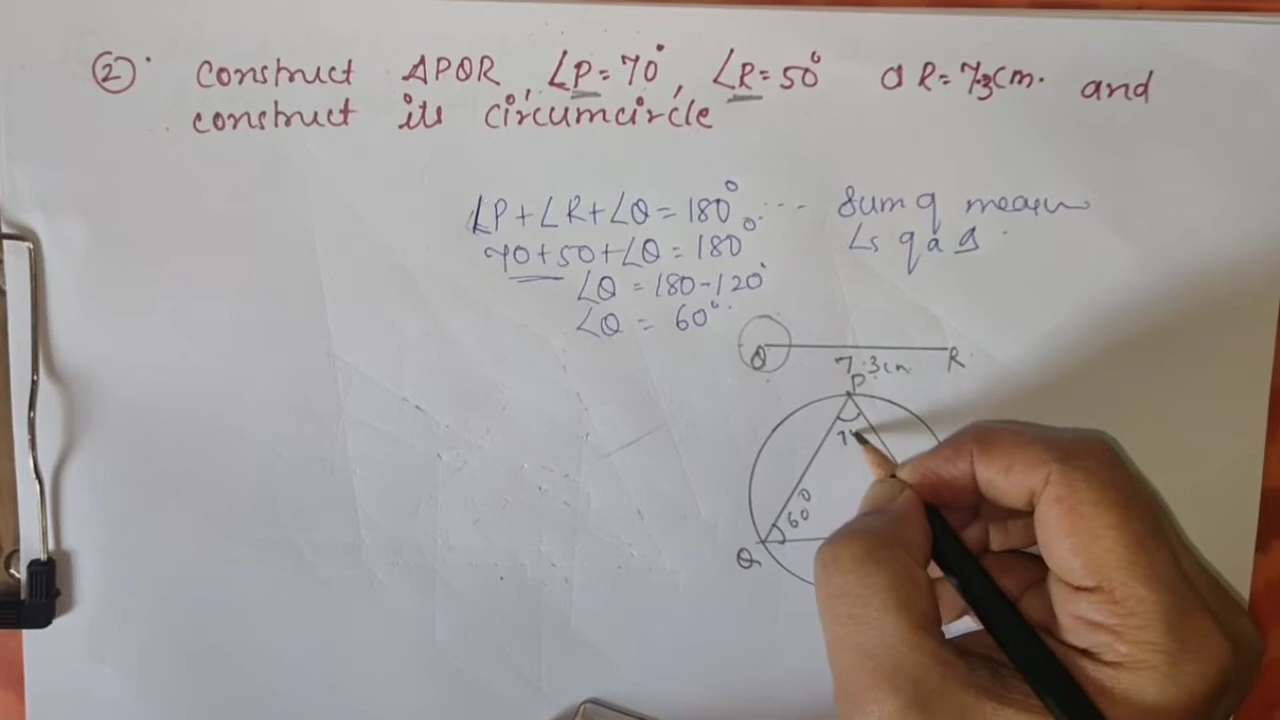 ② construct ΔPQR, ∠P=70°, ∠R=50° QR=7.3cm. and
construct its circumcircle
∠P+∠R+∠Q=180° ... Sum of
70+50+∠Q=180° ∠s of a Δ
∠Q=180-120°
∠Q = 60°.
Q 7.3cm R
P
60°
Q